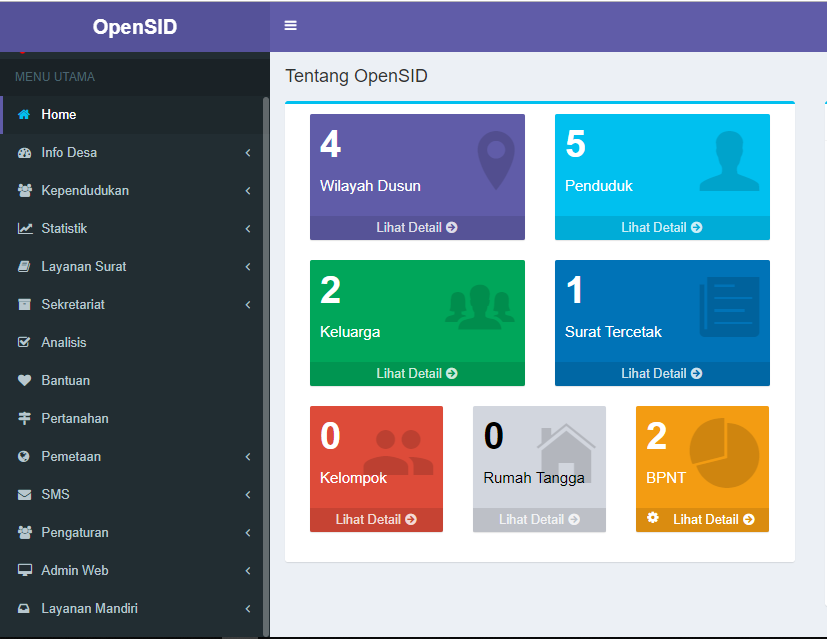 OpenSID
MENU UTAMA
Home
Info Desa
Kependudukan
Statistik
Layanan Surat
Sekretariat
Analisis
Bantuan
Pertanahan
Pemetaan
SMS
Pengaturan
Admin Web
Layanan Mandiri
Tentang OpenSID
4
Wilayah Dusun
Lihat Detail
5
Penduduk
Lihat Detail
2
Keluarga
Lihat Detail
1
Surat Tercetak
Lihat Detail
0
Kelompok
Lihat Detail
0
Rumah Tangga
Lihat Detail
2
BPNT
Lihat Detail